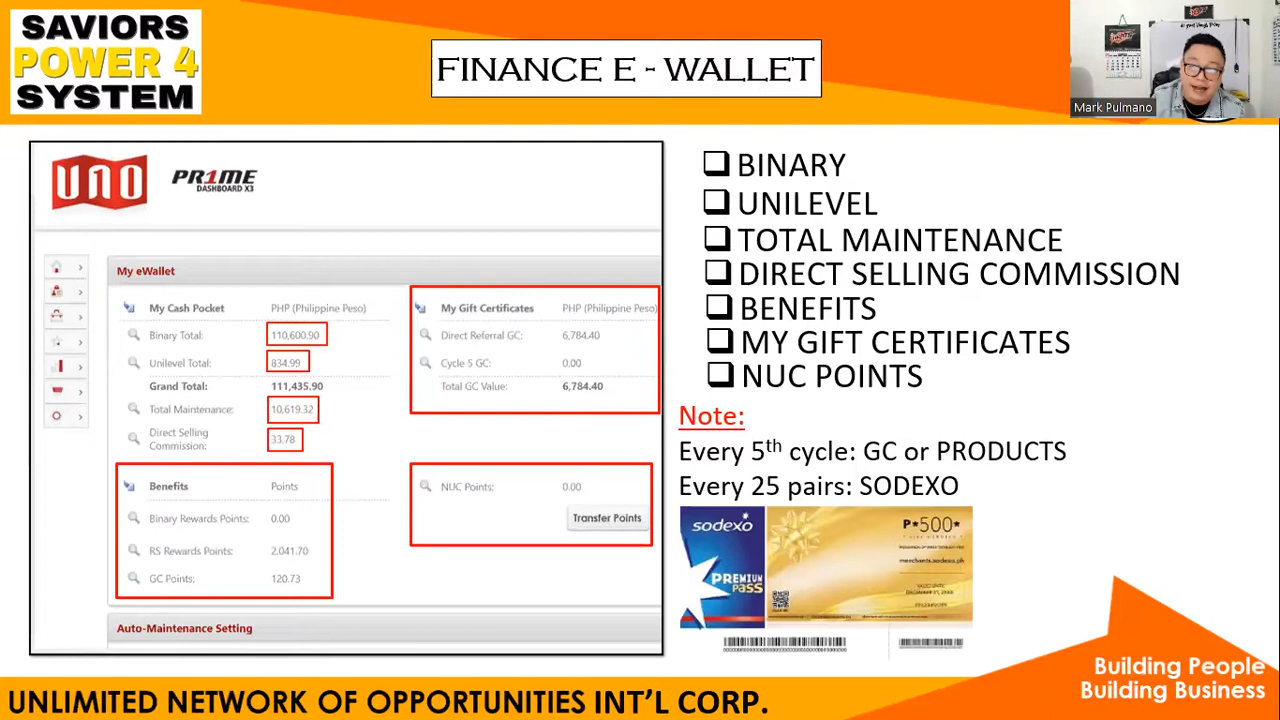 SAVIORS
POWER 4
SYSTEM
FINANCE E - WALLET
Mark Pulmano
UNO PR1ME
DASHBOARD X3
My eWallet
My Cash Pocket PHP (Philippine Peso)
Binary Total: 110,600.90
Unilevel Total: 834.99
Grand Total: 111,435.90
Total Maintenance: 10,619.32
Direct Selling
Commission: 33.78
My Gift Certificates PHP (Philippine Peso)
Direct Referral GC: 6,784.40
Cycle 5 GC: 0.00
Total GC Value: 6,784.40
Benefits Points
Binary Rewards Points: 0.00
RS Rewards Points: 2,041.70
GC Points: 120.73
NUC Points: 0.00
Transfer Points
Auto-Maintenance Setting
BINARY
UNILEVEL
TOTAL MAINTENANCE
DIRECT SELLING COMMISSION
BENEFITS
MY GIFT CERTIFICATES
NUC POINTS
Note:
Every 5th cycle: GC or PRODUCTS
Every 25 pairs: SODEXO
sodexo
PREMIUM
PASS
P*500*
merchants.sodexo.ph
Building People
Building Business
UNLIMITED NETWORK OF OPPORTUNITIES INT'L CORP.